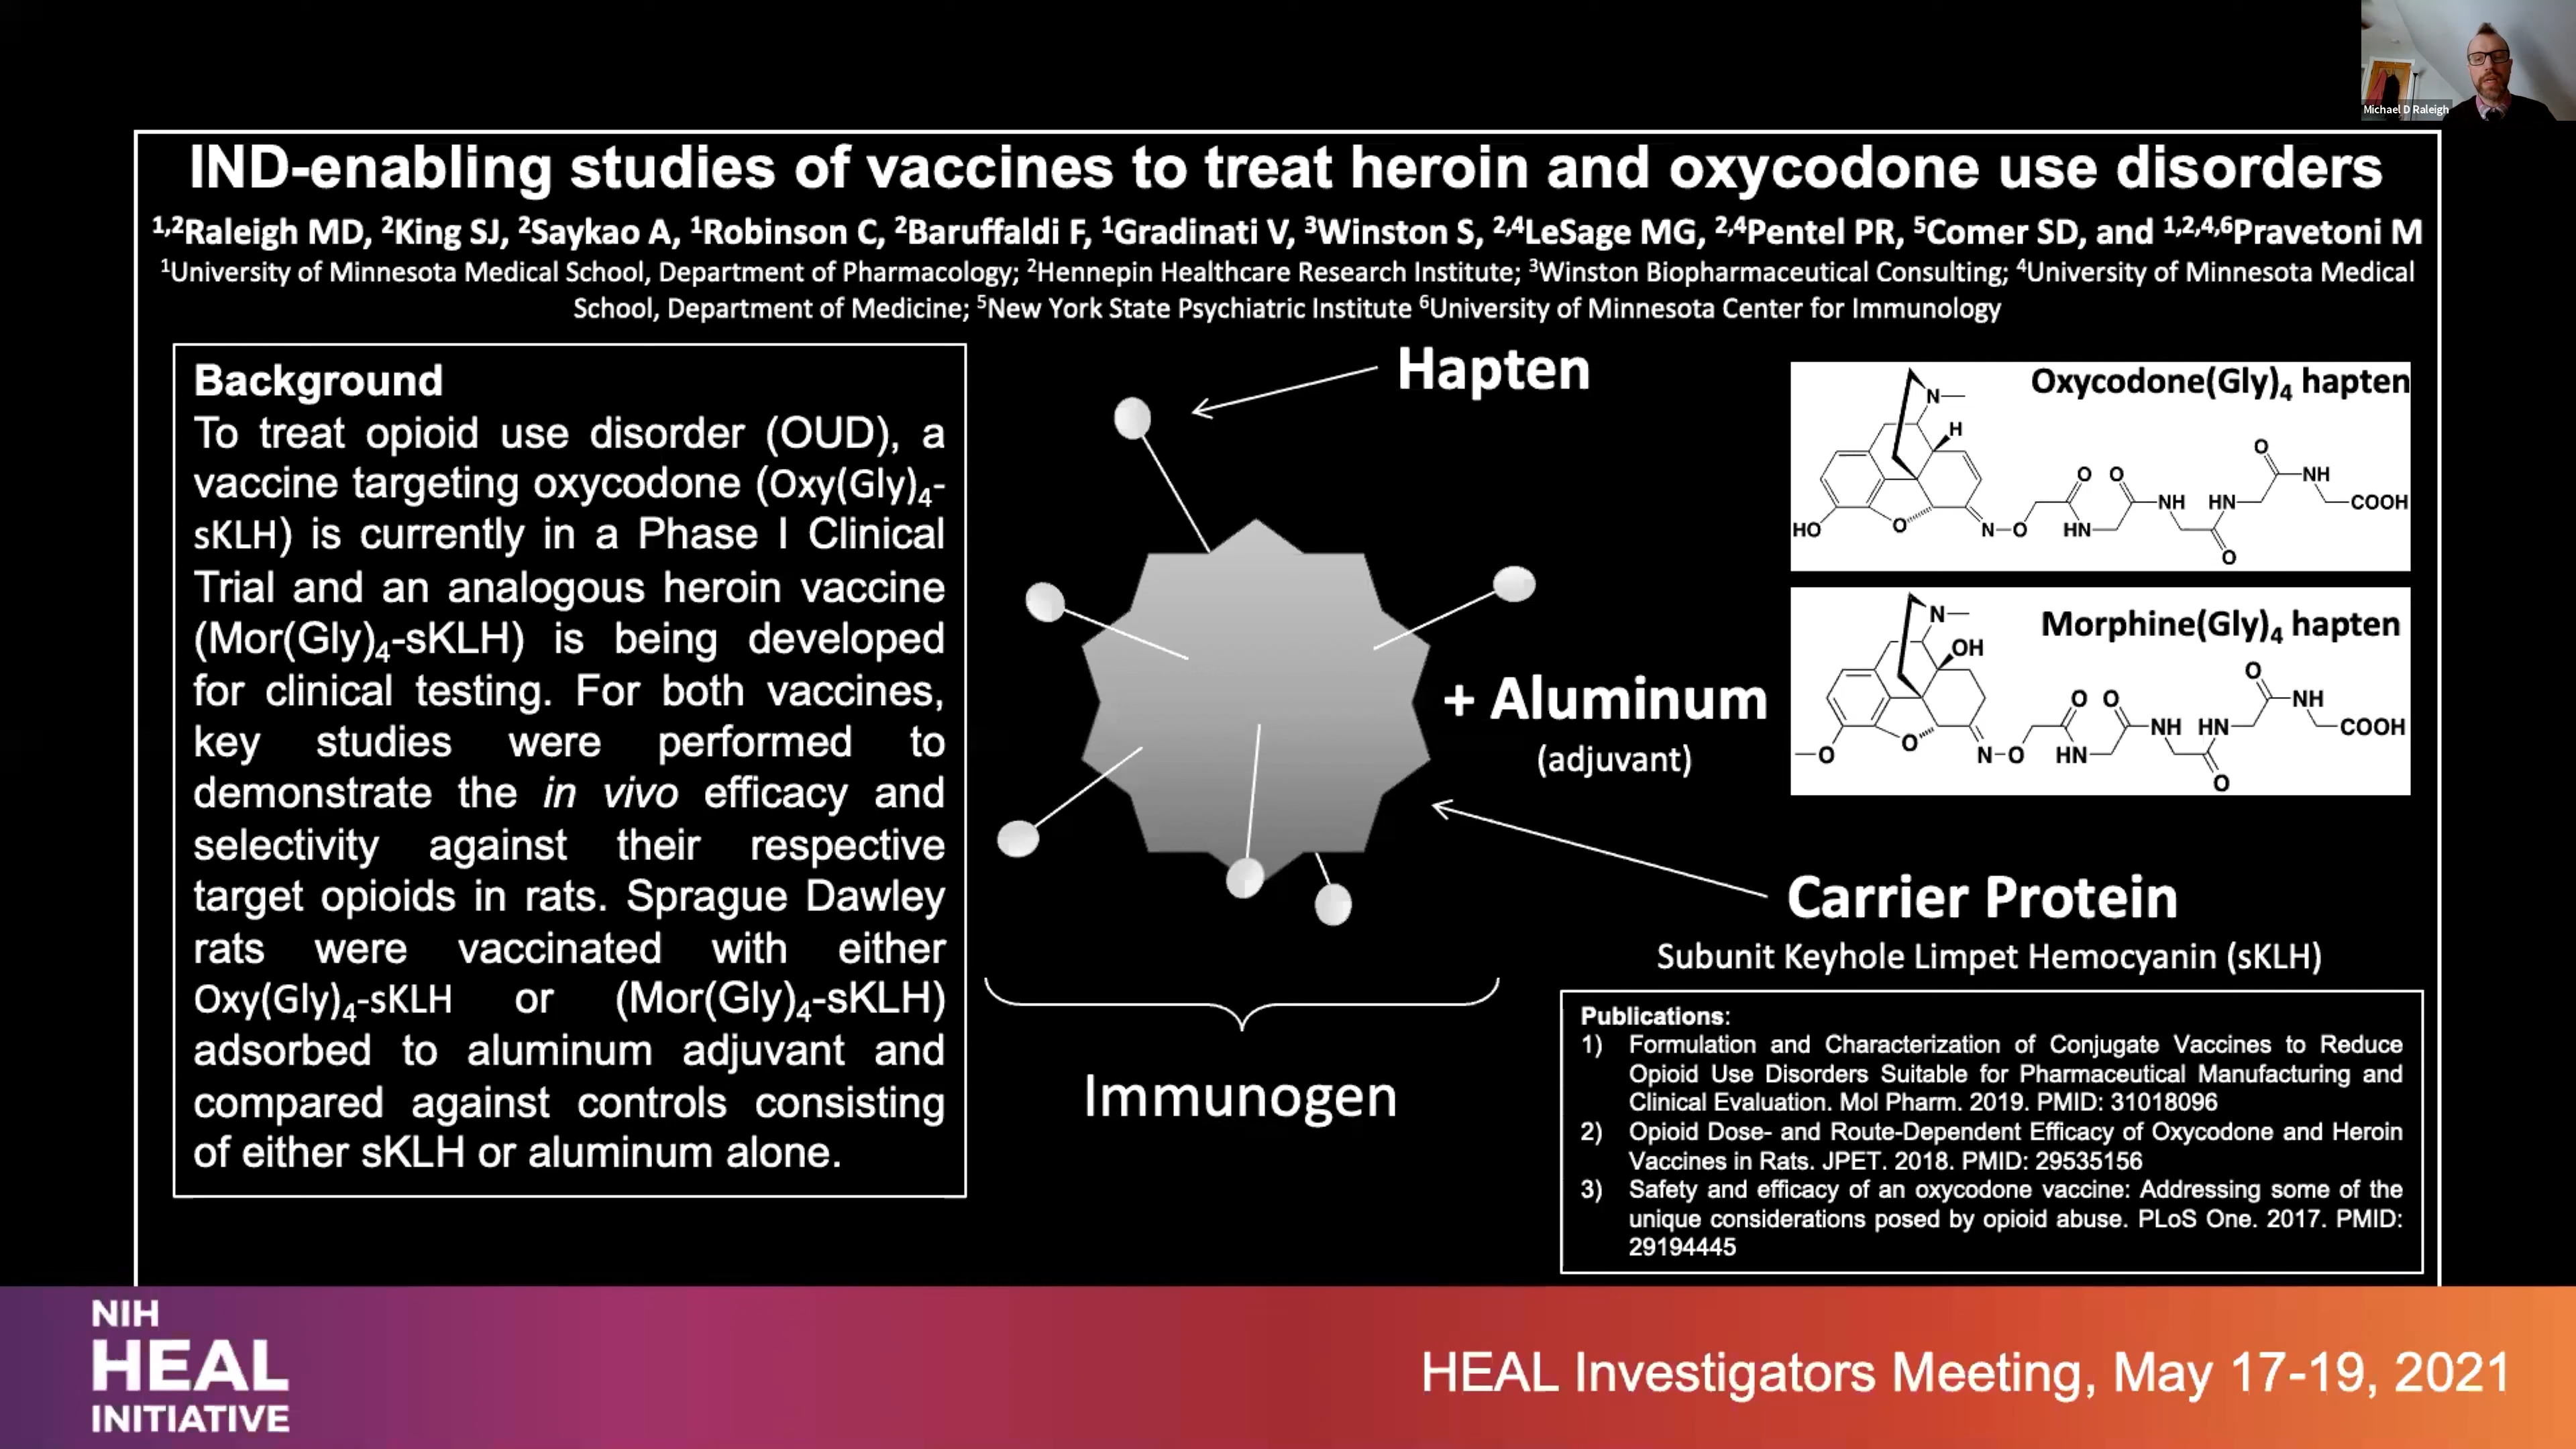 Michael D Raleigh
IND-enabling studies of vaccines to treat heroin and oxycodone use disorders
1,2Raleigh MD, 2King SJ, 2Saykao A, 1Robinson C, 2Baruffaldi F, 1Gradinati V, 3Winston S, 2,4LeSage MG, 2,4Pentel PR, 5Comer SD, and 1,2,4,6Pravetoni M
1University of Minnesota Medical School, Department of Pharmacology; 2Hennepin Healthcare Research Institute; 3Winston Biopharmaceutical Consulting; 4University of Minnesota Medical
School, Department of Medicine; 5New York State Psychiatric Institute 6University of Minnesota Center for Immunology
Background
To treat opioid use disorder (OUD), a
vaccine targeting oxycodone (Oxy(Gly)4-
sKLH) is currently in a Phase I Clinical
Trial and an analogous heroin vaccine
(Mor(Gly)4-sKLH) is being developed
for clinical testing. For both vaccines,
key studies were performed to
demonstrate the in vivo efficacy and
selectivity against their respective
target opioids in rats. Sprague Dawley
rats were vaccinated with either
Oxy(Gly)4-sKLH or (Mor(Gly)4-sKLH)
adsorbed to aluminum adjuvant and
compared against controls consisting
of either sKLH or aluminum alone.
Hapten
+ Aluminum
(adjuvant)
Immunogen
Oxycodone(Gly)4 hapten
N
H
O
NH
O O
NH HN COOH
HO O N-O HN
O
Morphine(Gly)4 hapten
N
OH
O
NH
O O
NH HN COOH
O O N-O HN
O
Carrier Protein
Subunit Keyhole Limpet Hemocyanin (sKLH)
Publications:
1) Formulation and Characterization of Conjugate Vaccines to Reduce
Opioid Use Disorders Suitable for Pharmaceutical Manufacturing and
Clinical Evaluation. Mol Pharm. 2019. PMID: 31018096
2) Opioid Dose- and Route-Dependent Efficacy of Oxycodone and Heroin
Vaccines in Rats. JPET. 2018. PMID: 29535156
3) Safety and efficacy of an oxycodone vaccine: Addressing some of the
unique considerations posed by opioid abuse. PLoS One. 2017. PMID:
29194445
NIH
HEAL
INITIATIVE
HEAL Investigators Meeting, May 17-19, 2021